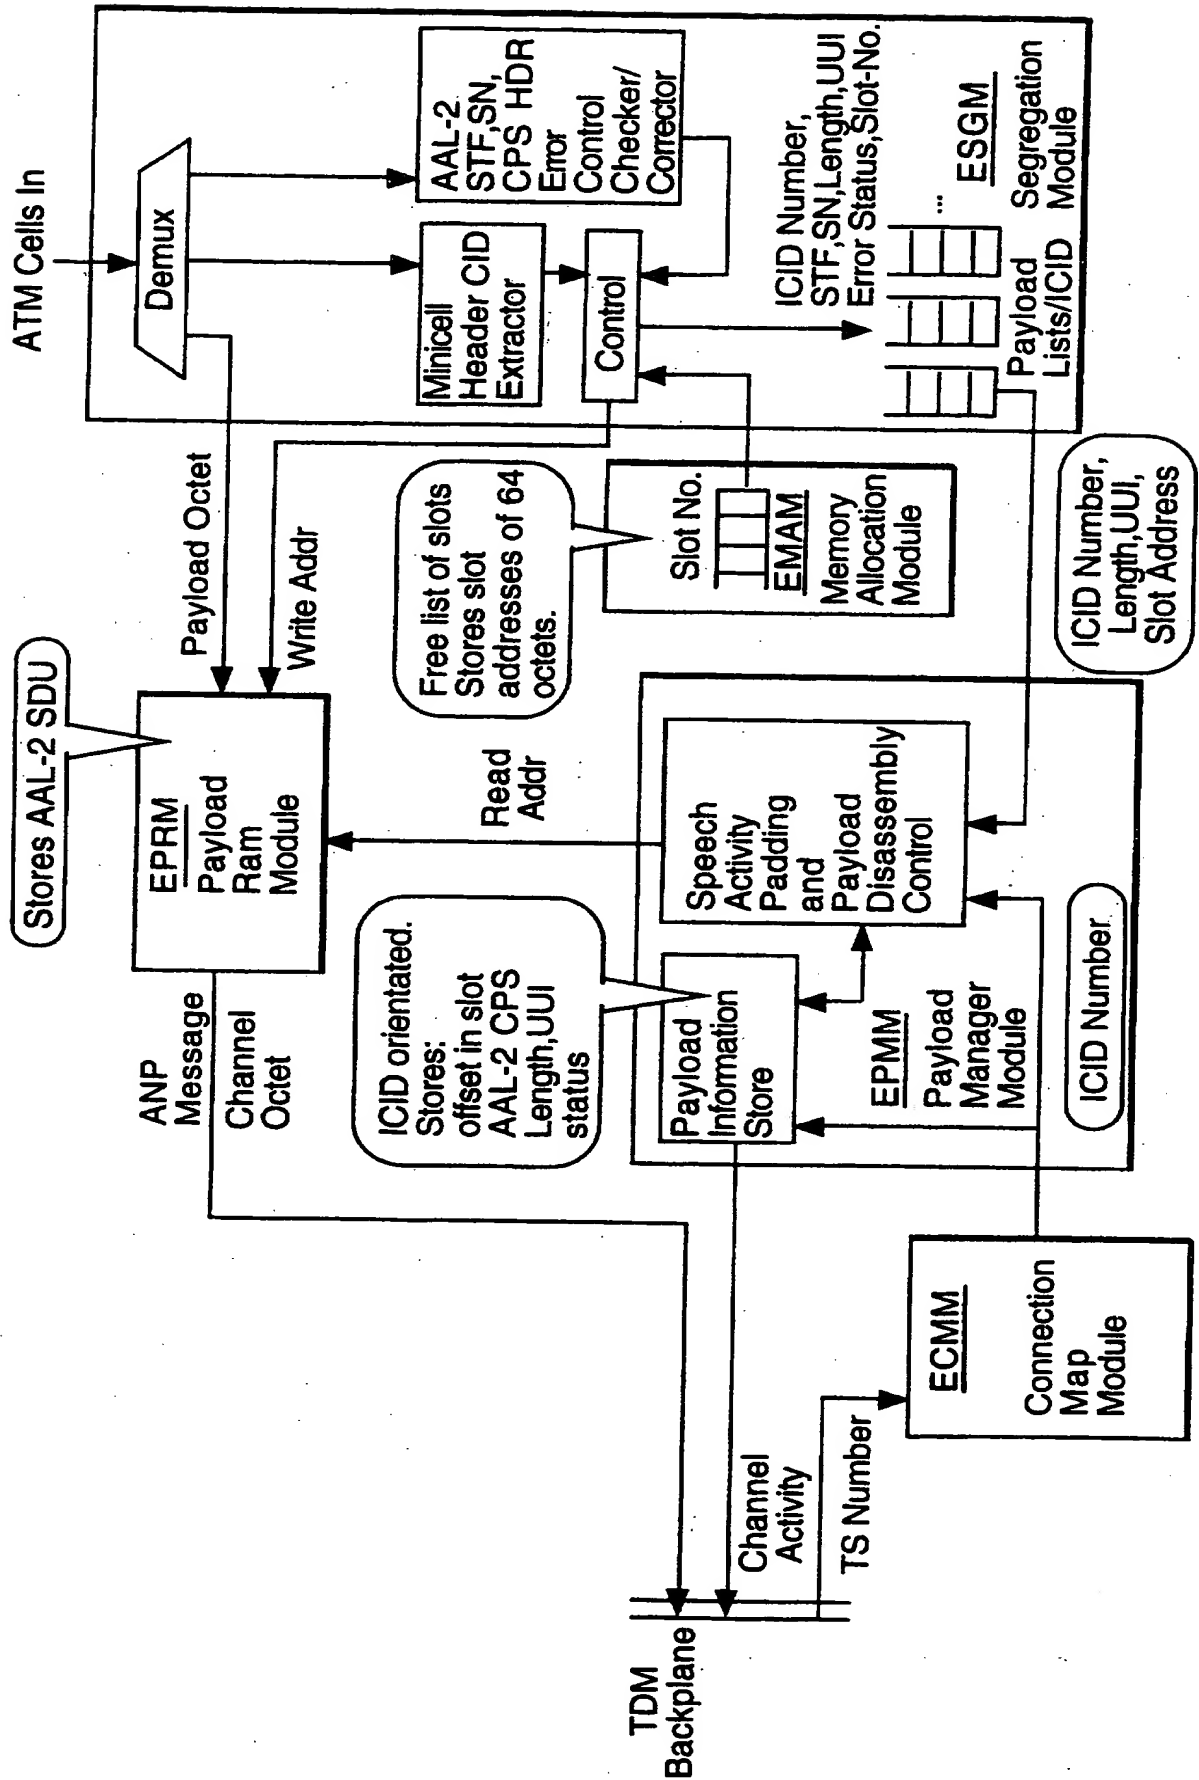 ATM Cells In
Demux
AAL-2
STF,SN,
CPS HDR
Error
Control
Checker/
Corrector
Minicell
Header CID
Extractor
Control
ICID Number,
STF,SN,Length,UUI
Error Status,Slot-No.
...
ESGM
Segregation
Module
Payload
Lists/ICID
Payload Octet
Write Addr
Stores AAL-2 SDU
EPRM
Payload
Ram
Module
Free list of slots
Stores slot
addresses of 64
octets.
Slot No.
EMAM
Memory
Allocation
Module
ICID Number,
Length,UUI,
Slot Address
Read
Addr
Speech
Activity
Padding
and
Payload
Disassembly
Control
ANP
Message
Channel
Octet
ICID orientated.
Stores:
offset in slot
AAL-2 CPS
Length,UUI
status
Payload
Information
Store
EPMM
Payload
Manager
Module
ICID Number
ECMM
Connection
Map
Module
Channel
Activity
TS Number
TDM
Backplane